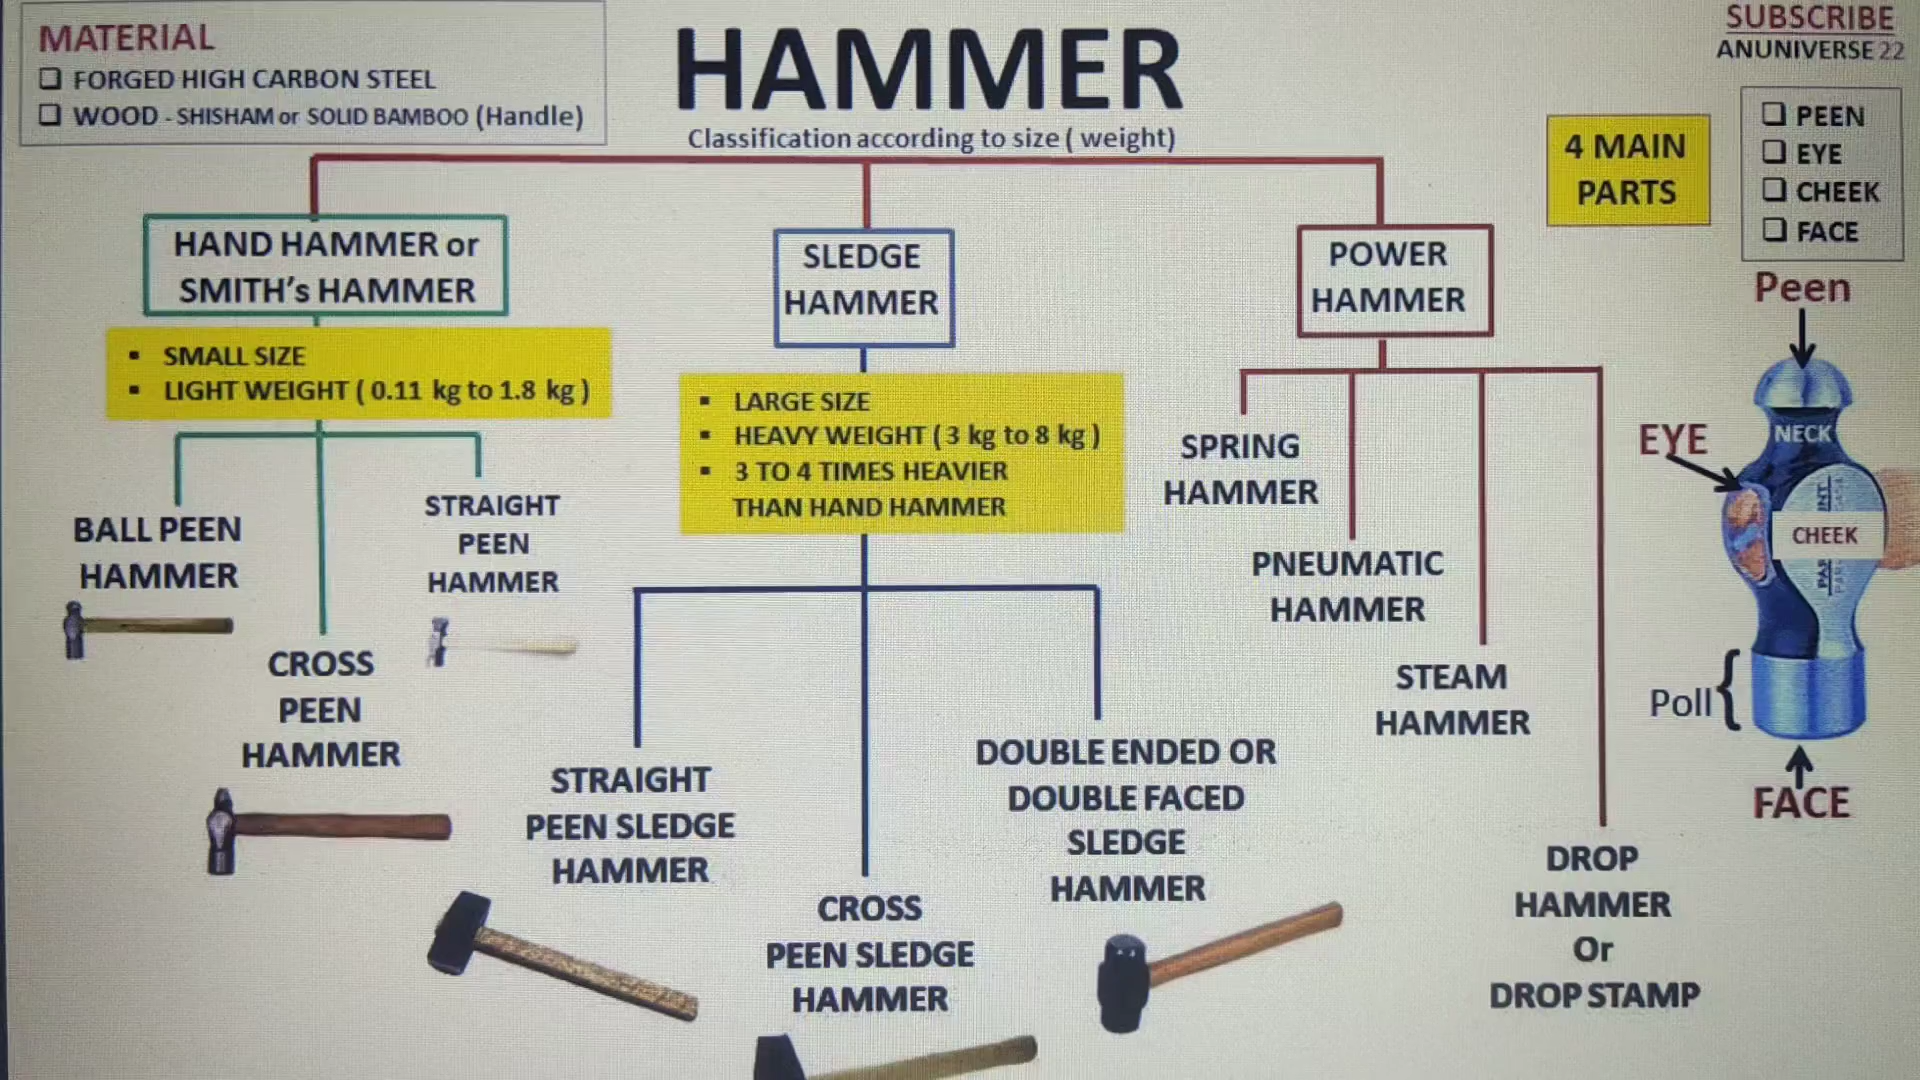 MATERIAL
❑ FORGED HIGH CARBON STEEL
❑ WOOD - SHISHAM or SOLID BAMBOO (Handle)
HAMMER
Classification according to size ( weight)
SUBSCRIBE
ANUNIVERSE 22
4 MAIN
PARTS
❑ PEEN
❑ EYE
❑ CHEEK
❑ FACE
HAND HAMMER or
SMITH's HAMMER
▪ SMALL SIZE
▪ LIGHT WEIGHT ( 0.11 kg to 1.8 kg )
BALL PEEN
HAMMER
CROSS
PEEN
HAMMER
STRAIGHT
PEEN
HAMMER
SLEDGE
HAMMER
▪ LARGE SIZE
▪ HEAVY WEIGHT ( 3 kg to 8 kg )
▪ 3 TO 4 TIMES HEAVIER
THAN HAND HAMMER
STRAIGHT
PEEN SLEDGE
HAMMER
CROSS
PEEN SLEDGE
HAMMER
DOUBLE ENDED OR
DOUBLE FACED
SLEDGE
HAMMER
POWER
HAMMER
SPRING
HAMMER
PNEUMATIC
HAMMER
STEAM
HAMMER
DROP
HAMMER
Or
DROP STAMP
Peen
NECK
EYE
CHEEK
Poll
FACE